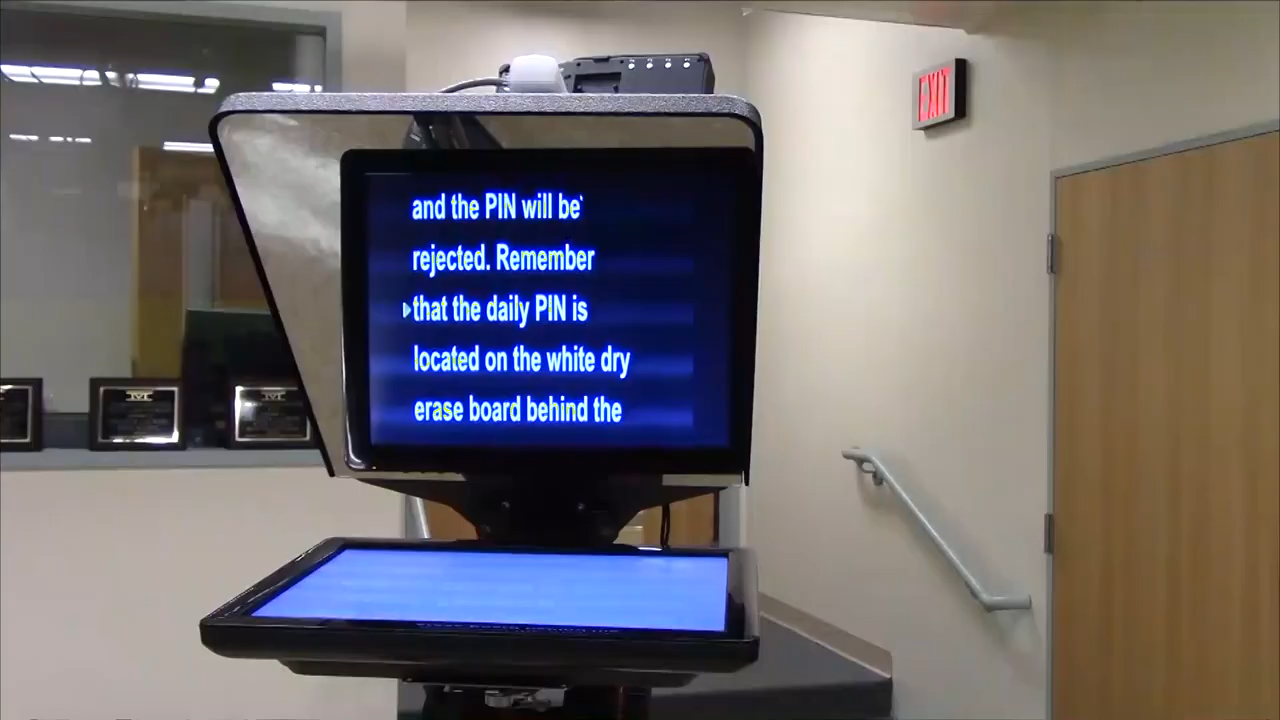 EXIT
and the PIN will be
rejected. Remember
that the daily PIN is
located on the white dry
erase board behind the